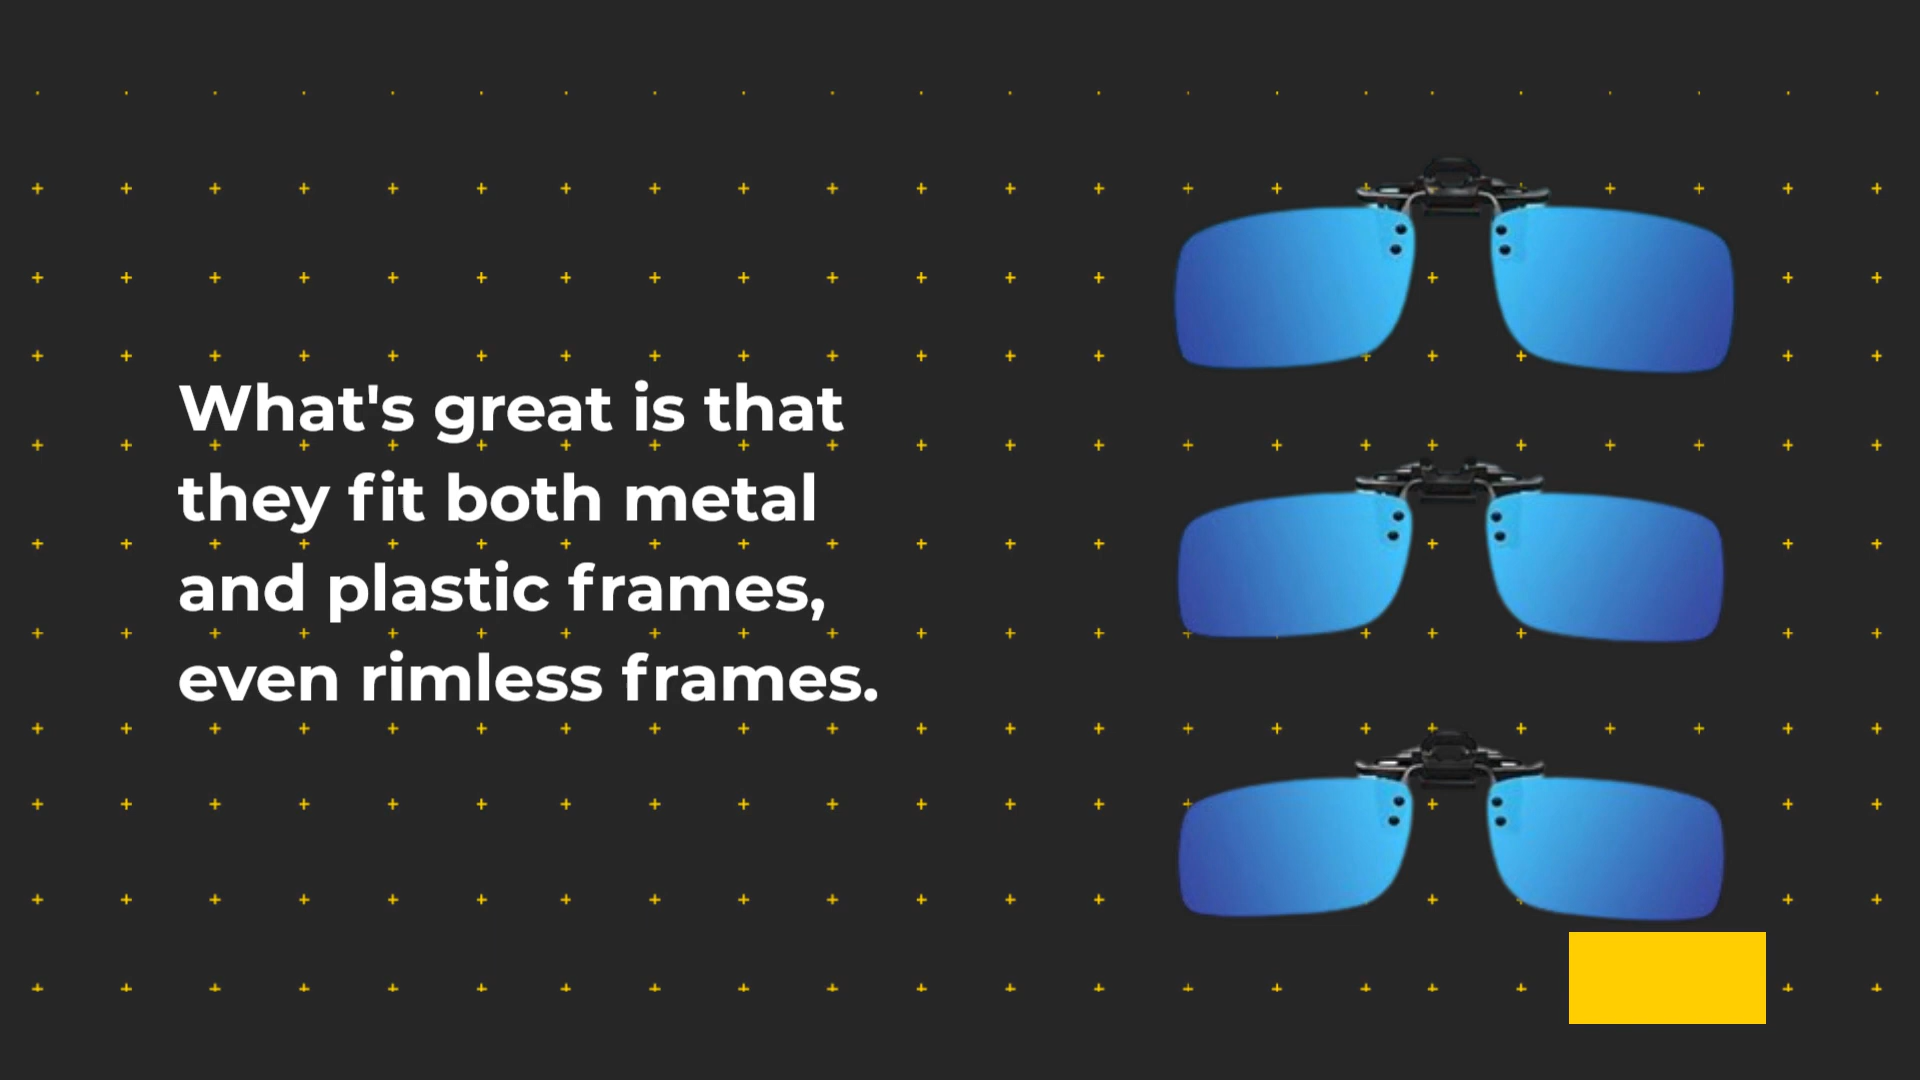 What's great is that
they fit both metal
and plastic frames,
even rimless frames.